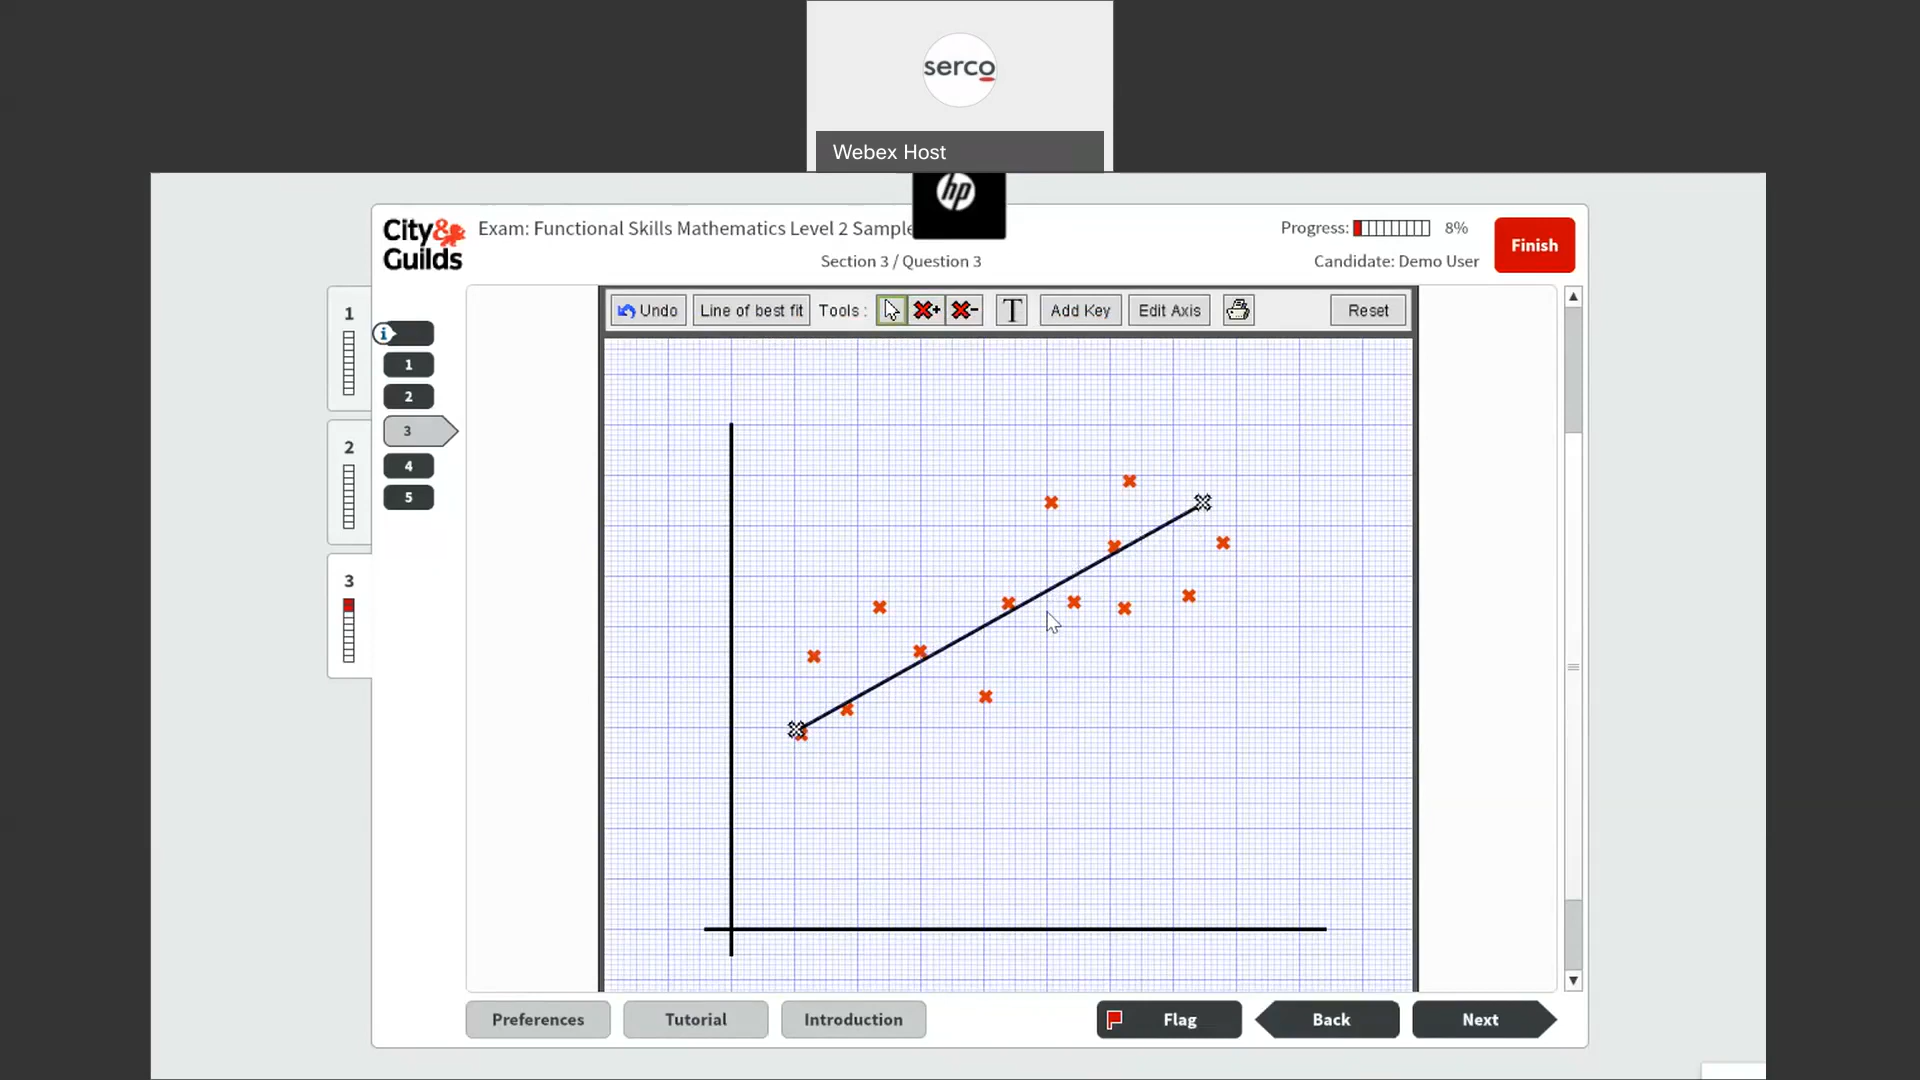 serco
Webex Host
hp
City& Guilds
Exam: Functional Skills Mathematics Level 2 Sample
Progress: 8%
Finish
Section 3 / Question 3
Candidate: Demo User
Undo Line of best fit Tools : + - T Add Key Edit Axis Reset
1
2
3
i
1
2
3
4
5
Preferences Tutorial Introduction Flag Back Next